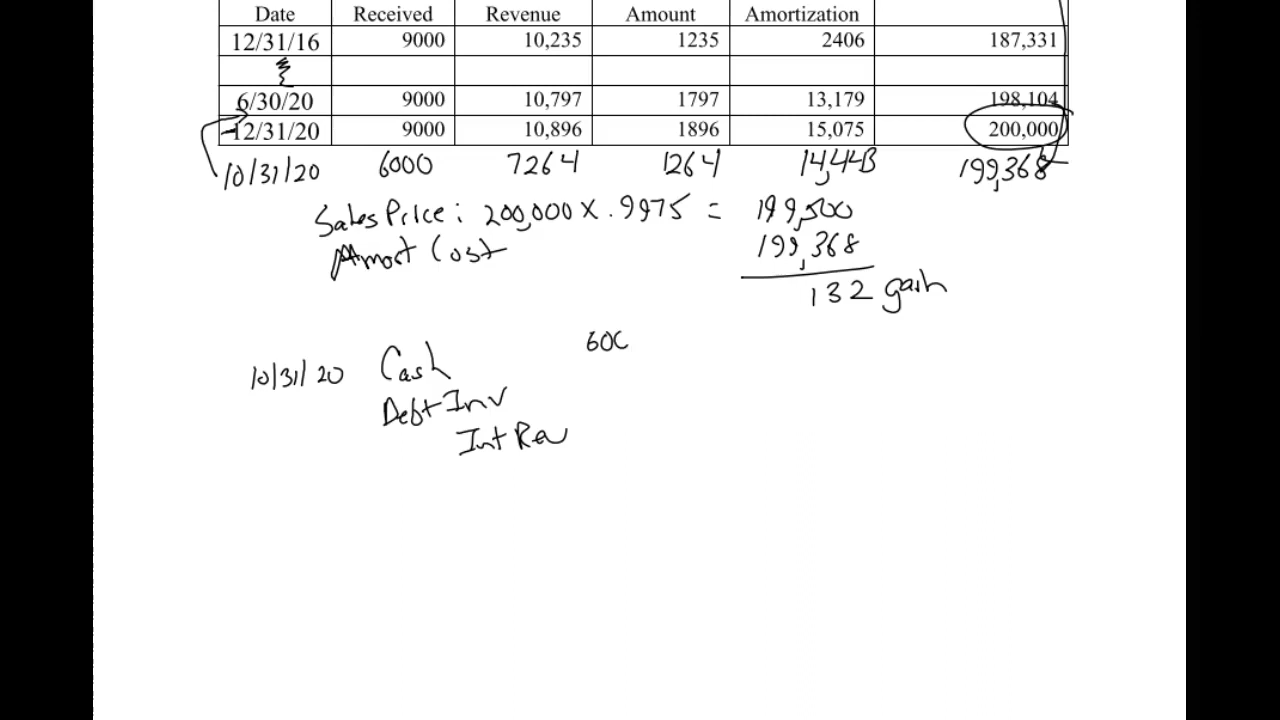 Date Received Revenue Amount Amortization
12/31/16 9000 10,235 1235 2406 187,331
6/30/20 9000 10,797 1797 13,179 198,104
12/31/20 9000 10,896 1896 15,075 200,000
10/31/20 6000 7264 1264 14,443 199,368
Sales Price: 200,000 X .9975 = 199,500
Amort Cost 199,368
132 gain
600
10/31/20 Cash
Debt Inv
Int Rev